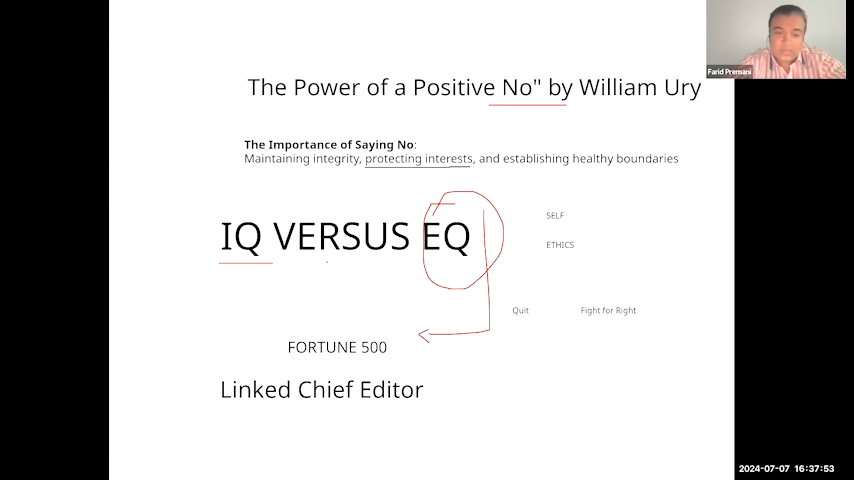 Farid Premani
The Power of a Positive No" by William Ury
The Importance of Saying No:
Maintaining integrity, protecting interests, and establishing healthy boundaries
IQ VERSUS EQ
SELF
ETHICS
Quit
Fight for Right
FORTUNE 500
Linked Chief Editor
2024-07-07 16:37:53